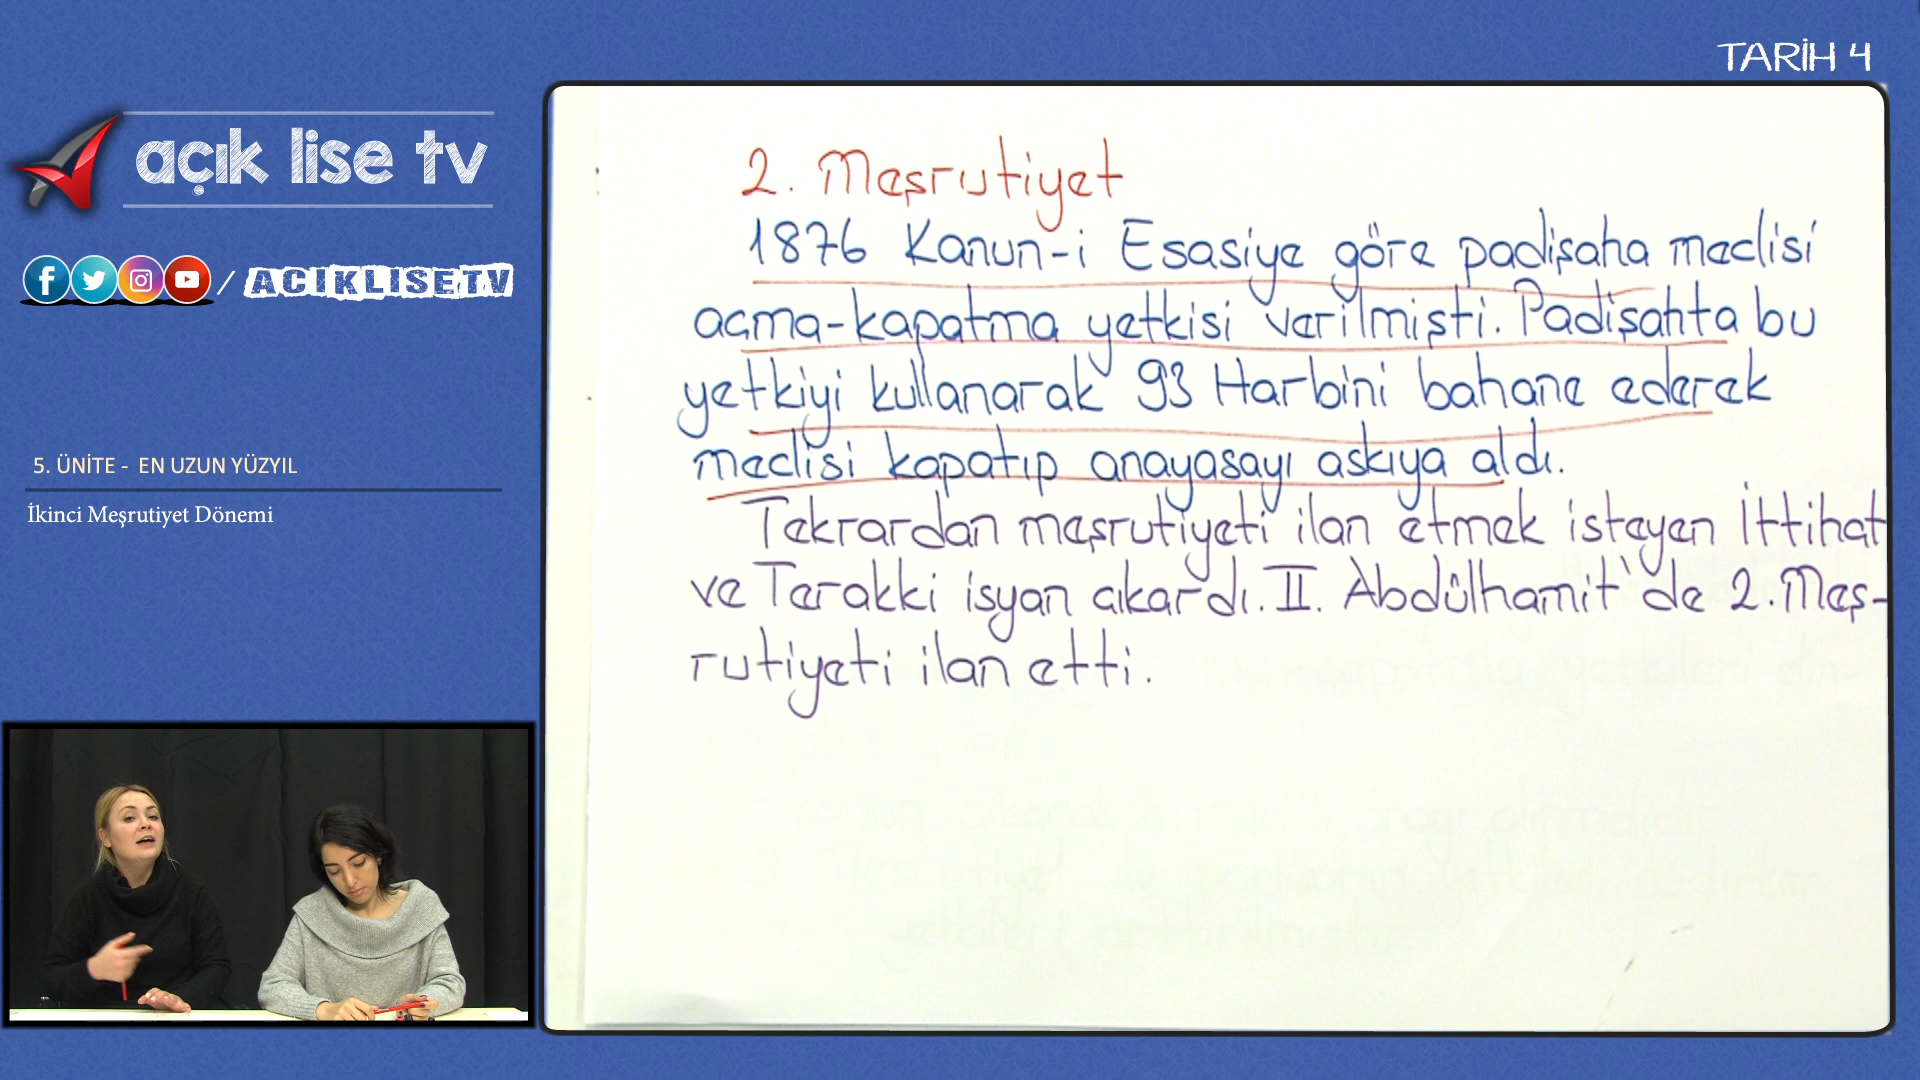 TARİH 4
açık lise tv
/ ACIKLISETV
5. ÜNİTE - EN UZUN YÜZYIL
İkinci Meşrutiyet Dönemi
2. Meşrutiyet
1876 Kanun-i Esasiye göre padişaha meclisi
açma-kapatma yetkisi verilmişti. Padişahta bu
yetkiyi kullanarak 93 Harbini bahane ederek
meclisi kapatıp anayasayı askıya aldı.
Tekrardan meşrutiyeti ilan etmek isteyen İttihat
ve Terakki isyan çıkardı. II. Abdülhamit'de 2. Meş-
rutiyeti ilan etti.